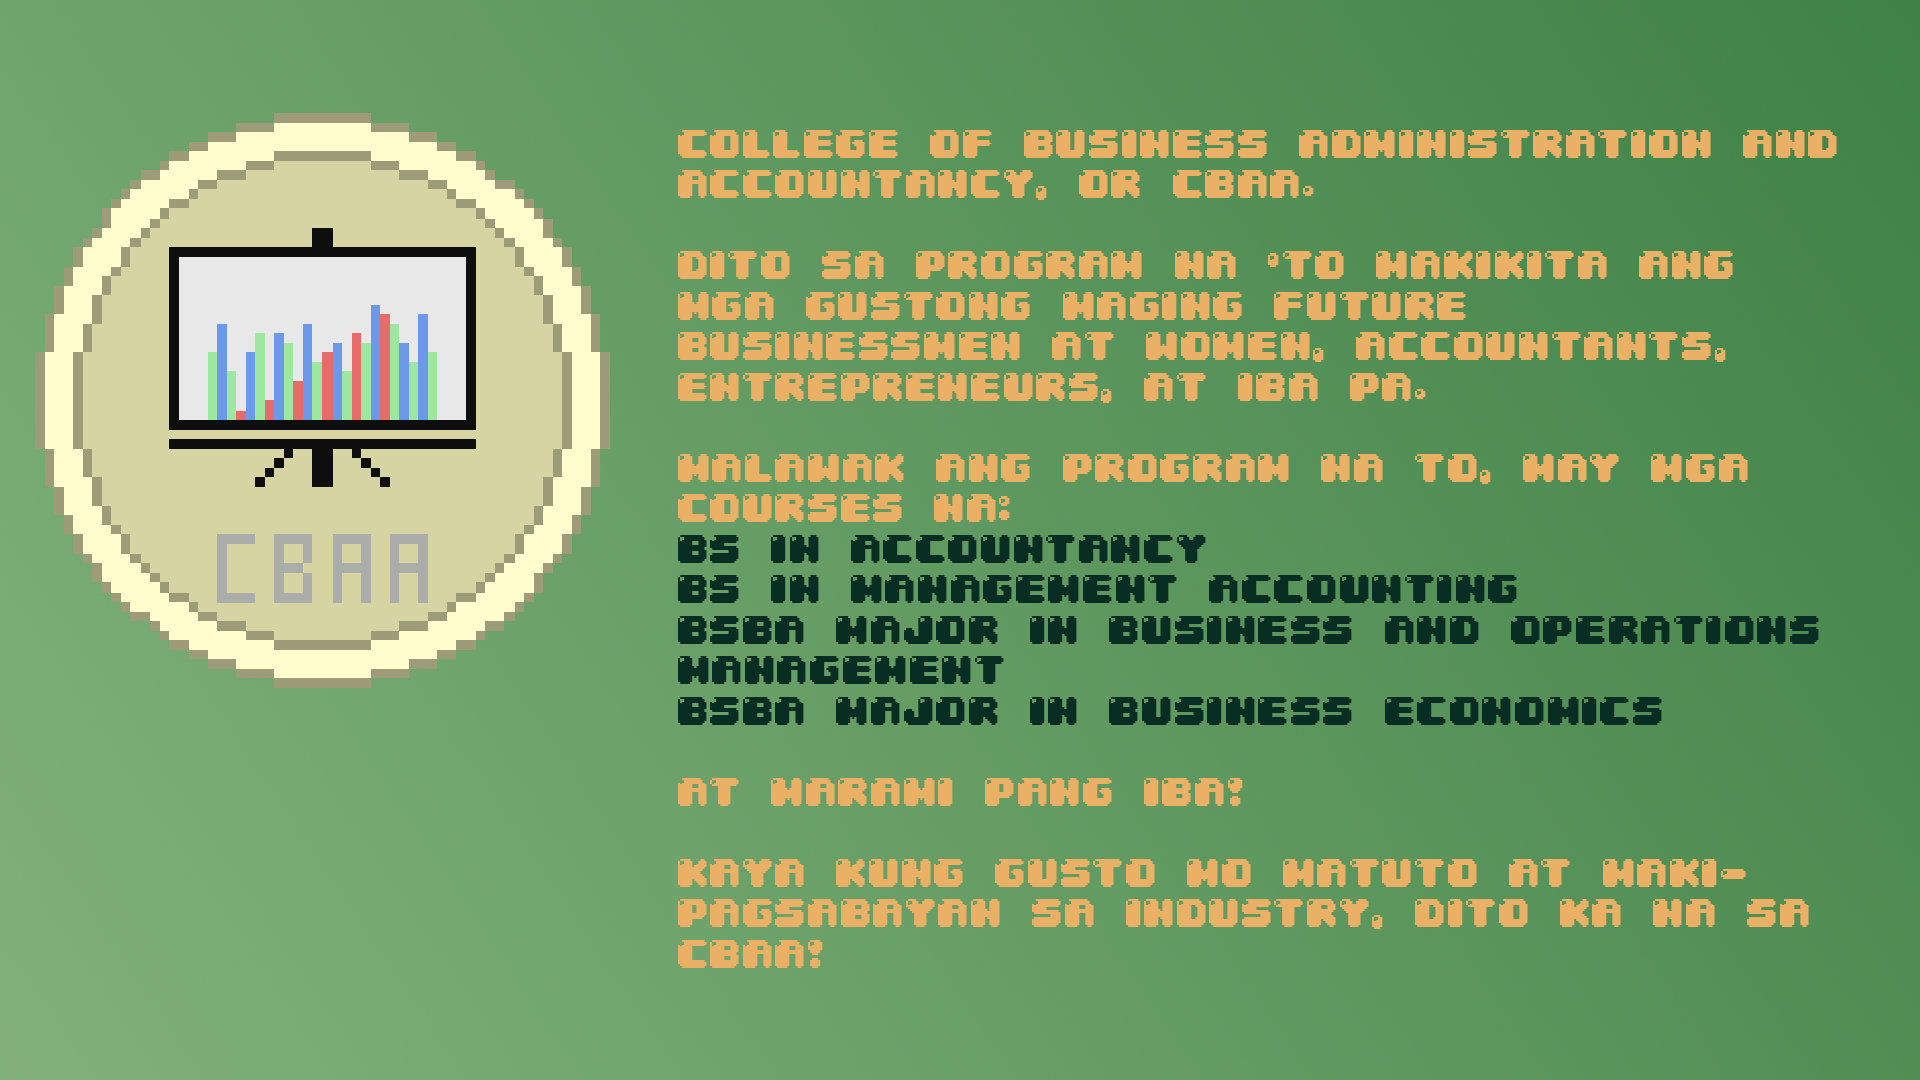 CBAA
COLLEGE OF BUSINESS ADMINISTRATION AND
ACCOUNTANCY, OR CBAA.
DITO SA PROGRAM NA 'TO MAKIKITA ANG
MGA GUSTONG MAGING FUTURE
BUSINESSMEN AT WOMEN, ACCOUNTANTS,
ENTREPRENEURS, AT IBA PA.
MALAWAK ANG PROGRAM NA TO, MAY MGA
COURSES NA:
BS IN ACCOUNTANCY
BS IN MANAGEMENT ACCOUNTING
BSBA MAJOR IN BUSINESS AND OPERATIONS
MANAGEMENT
BSBA MAJOR IN BUSINESS ECONOMICS
AT MARAMI PANG IBA!
KAYA KUNG GUSTO MO MATUTO AT MAKI-
PAGSABAYAN SA INDUSTRY, DITO KA NA SA
CBAA!